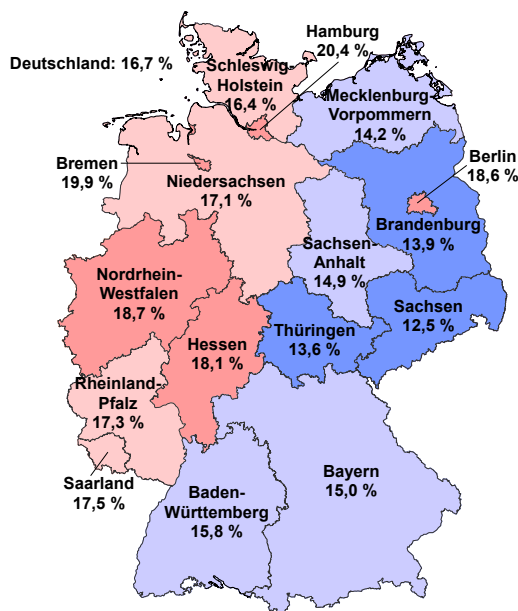 Hamburg
20,4 %
Deutschland: 16,7 %
Schleswig-
Holstein
16,4 %
Mecklenburg-
Vorpommern
14,2 %
Bremen
19,9 %
Niedersachsen
17,1 %
Berlin
18,6 %
Brandenburg
13,9 %
Sachsen-
Anhalt
14,9 %
Nordrhein-
Westfalen
18,7 %
Sachsen
12,5 %
Thüringen
13,6 %
Hessen
18,1 %
Rheinland-
Pfalz
17,3 %
Saarland
17,5 %
Bayern
15,0 %
Baden-
Württemberg
15,8 %